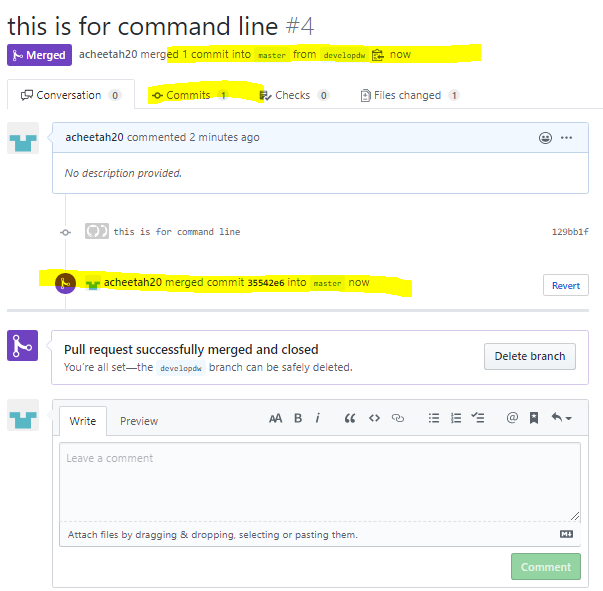 this is for command line #4
Merged acheetah20 merged 1 commit into master from developdw now
Conversation 0 Commits 1 Checks 0 Files changed 1
acheetah20 commented 2 minutes ago
No description provided.
this is for command line 129bb1f
acheetah20 merged commit 35542e6 into master now Revert
Pull request successfully merged and closed
You're all set—the developdw branch can be safely deleted.
Delete branch
Write Preview AA B i
Leave a comment
Attach files by dragging & dropping, selecting or pasting them. M↓
Comment